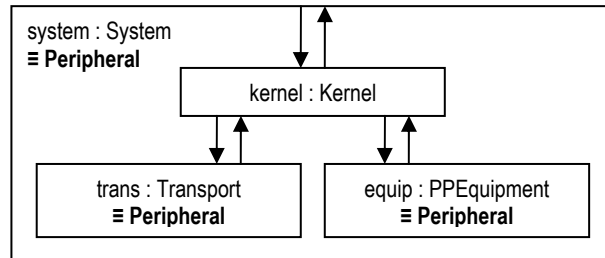 system : System
≡ Peripheral
kernel : Kernel
trans : Transport
≡ Peripheral
equip : PPEquipment
≡ Peripheral